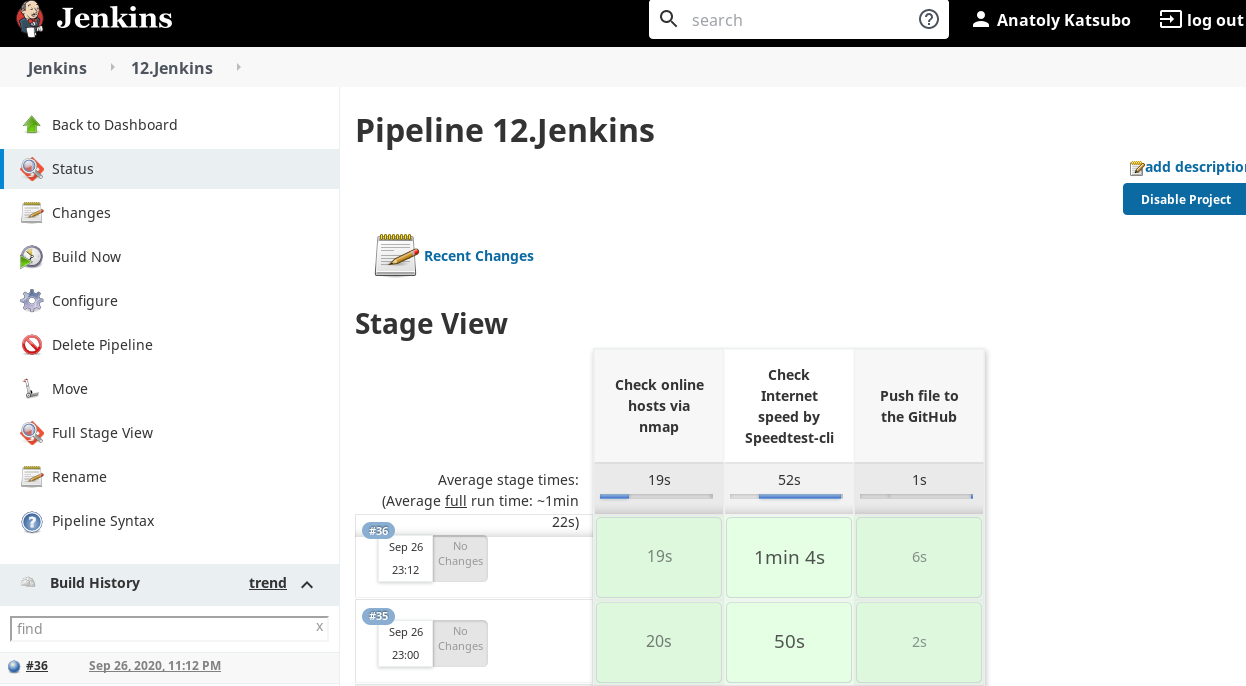 Jenkins
search
Anatoly Katsubo
log out
Jenkins
12.Jenkins
Back to Dashboard
Status
Changes
Build Now
Configure
Delete Pipeline
Move
Full Stage View
Rename
Pipeline Syntax
Build History
trend
find
x
#36
Sep 26, 2020, 11:12 PM
Pipeline 12.Jenkins
add descriptio
Disable Project
Recent Changes
Stage View
Check online
hosts via
nmap
Check
Internet
speed by
Speedtest-cli
Push file to
the GitHub
Average stage times:
(Average full run time: ~1min
22s)
19s
52s
1s
#36
Sep 26
23:12
No
Changes
19s
1min 4s
6s
#35
Sep 26
23:00
No
Changes
20s
50s
2s